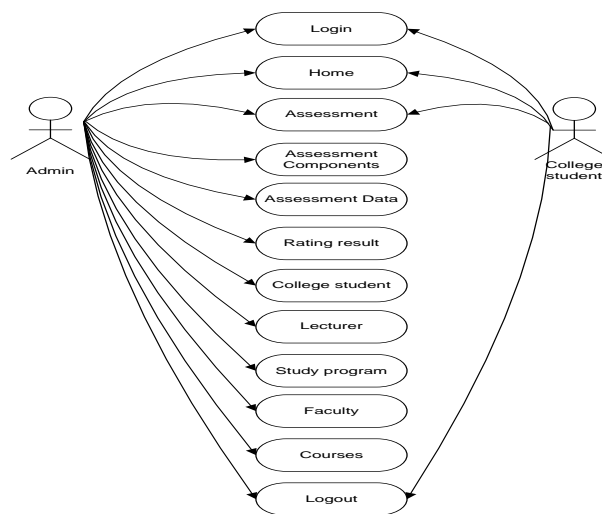 Login
Home
Assessment
Assessment
Components
Assessment Data
Rating result
College student
Lecturer
Study program
Faculty
Courses
Logout
Admin
College
student